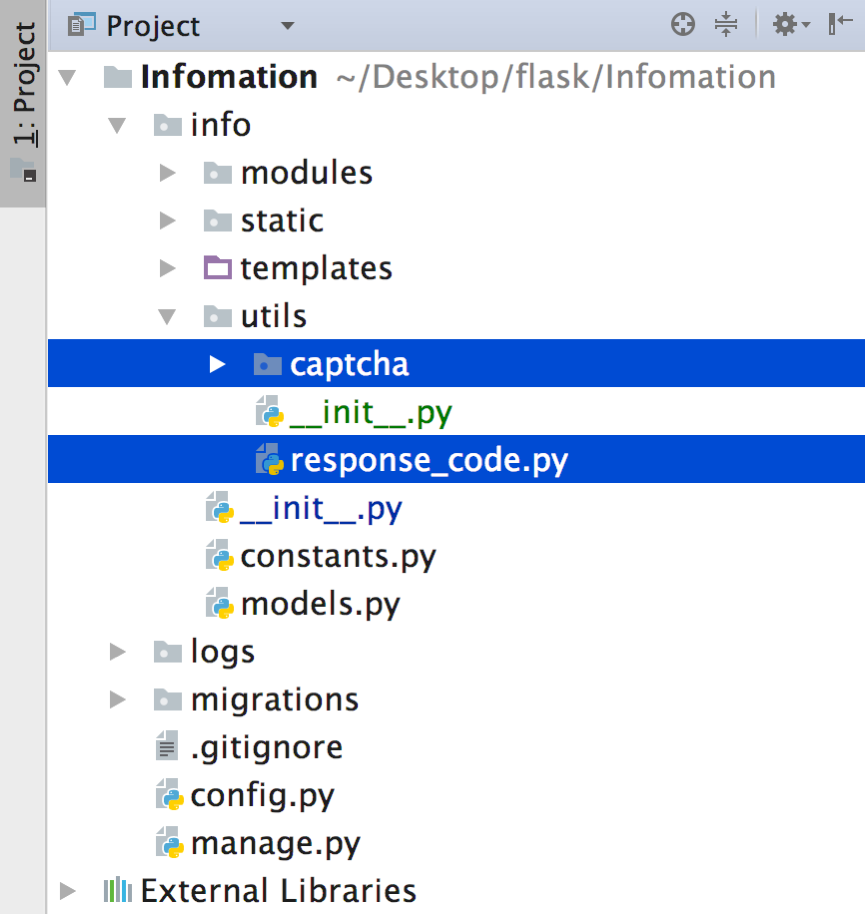 1: Project
Project
Infomation ~/Desktop/flask/Infomation
info
modules
static
templates
utils
captcha
__init__.py
response_code.py
__init__.py
constants.py
models.py
logs
migrations
.gitignore
config.py
manage.py
External Libraries